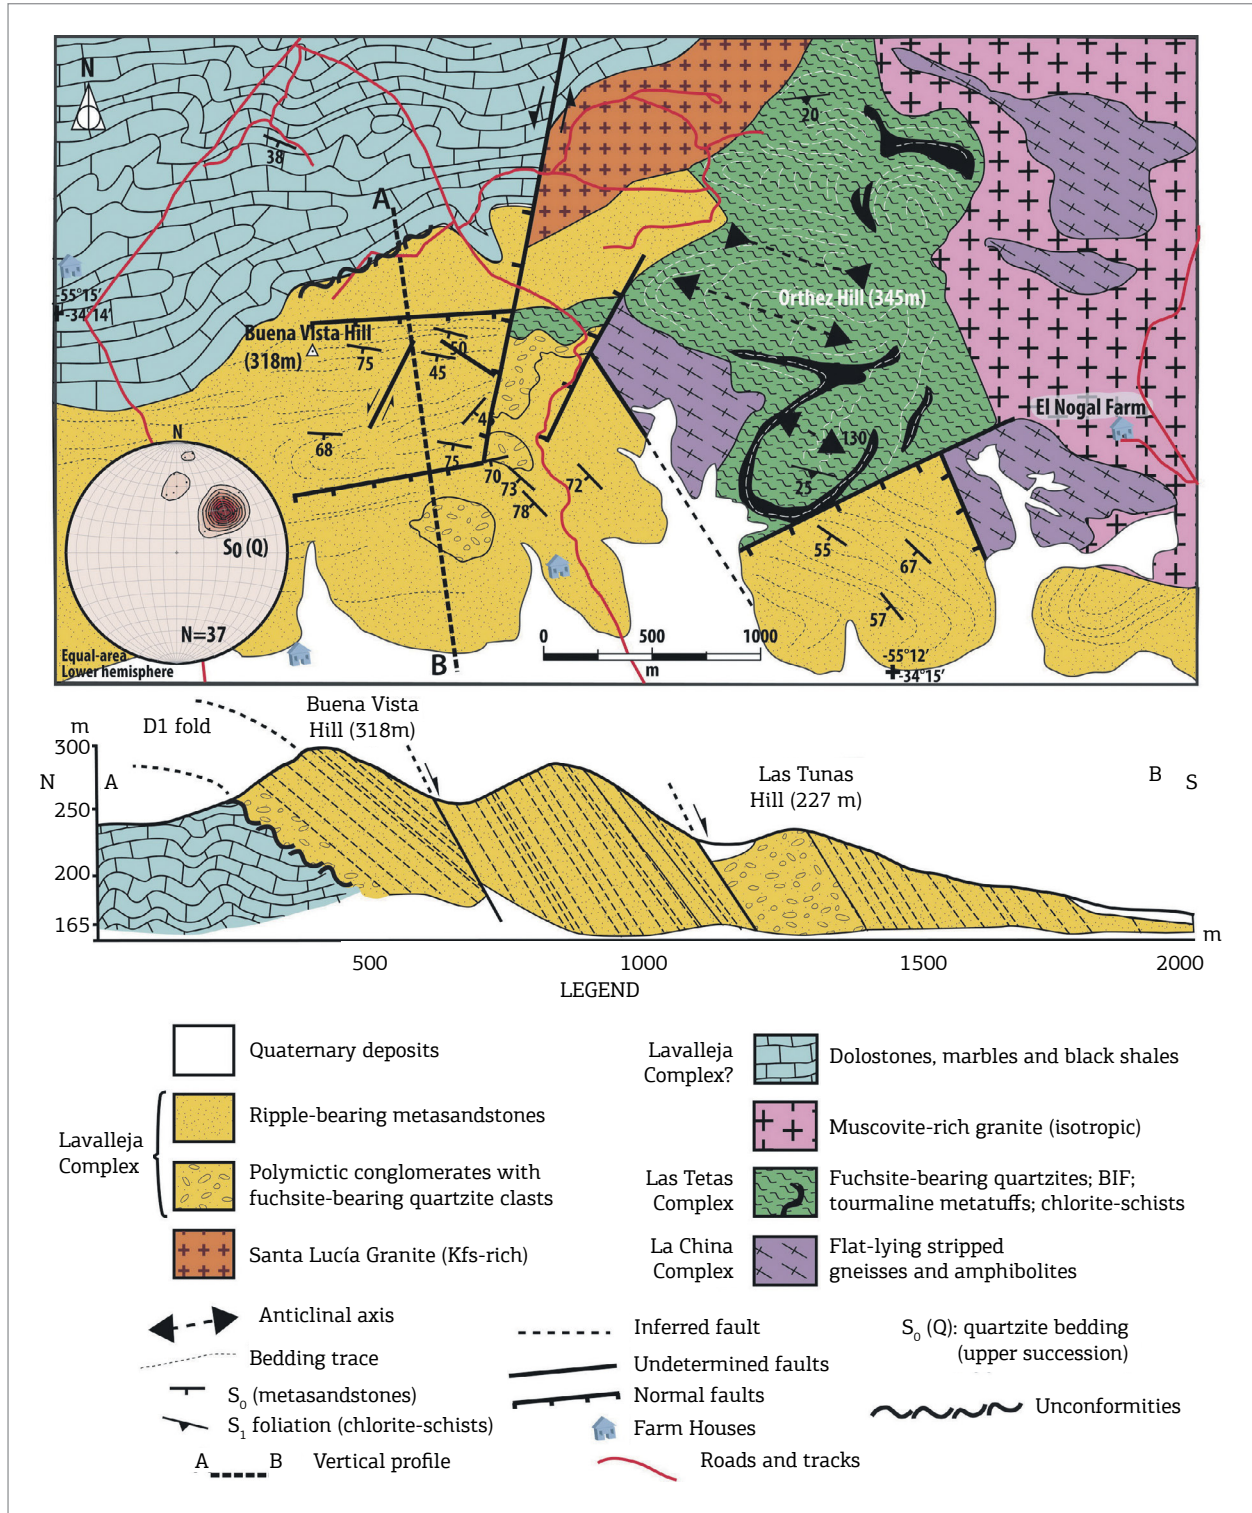 N
38
A
20
-55°15'
-34°14'
Orthez Hill (345m)
Buena Vista Hill
(318m)
75
50
45
45
El Nogal Farm
68
75
130
N
70
73
72
25
78
55
67
S0 (Q)
57
N=37
0 500 1000
m
B
-55°12'
-34°15'
Equal-area
Lower hemisphere
m
D1 fold
Buena Vista
Hill (318m)
300
N
A
Las Tunas
Hill (227 m)
B
S
250
200
165
m
500
1000
1500
2000
LEGEND
Quaternary deposits
Lavalleja
Complex
Ripple-bearing metasandstones
Polymictic conglomerates with
fuchsite-bearing quartzite clasts
Santa Lucía Granite (Kfs-rich)
Lavalleja
Complex?
Dolostones, marbles and black shales
Muscovite-rich granite (isotropic)
Las Tetas
Complex
Fuchsite-bearing quartzites; BIF;
tourmaline metatuffs; chlorite-schists
La China
Complex
Flat-lying stripped
gneisses and amphibolites
Anticlinal axis
Bedding trace
S0 (metasandstones)
S1 foliation (chlorite-schists)
A B Vertical profile
Inferred fault
Undetermined faults
Normal faults
Farm Houses
Roads and tracks
S0 (Q): quartzite bedding
(upper succession)
Unconformities